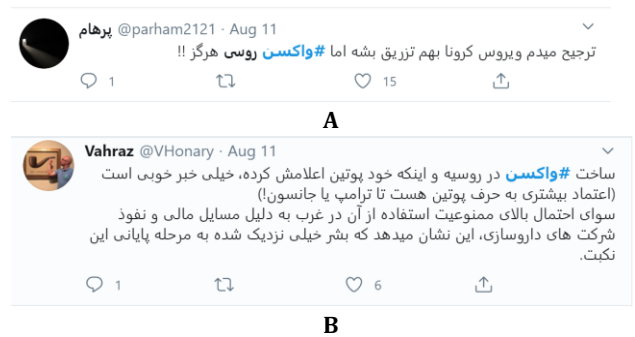 پرهام @parham2121 · Aug 11
ترجیح میدم ویروس کرونا بهم تزریق بشه اما #واکسن روسی هرگز !!
1 15
A
Vahraz @VHonary · Aug 11
ساخت #واکسن در روسیه و اینکه خود پوتین اعلامش کرده، خیلی خبر خوبی است
(اعتماد بیشتری به حرف پوتین هست تا ترامپ یا جانسون!)
سوای احتمال بالای ممنوعیت استفاده از آن در غرب به دلیل مسایل مالی و نفوذ
شرکت های داروسازی، این نشان میدهد که بشر خیلی نزدیک شده به مرحله پایانی این
نکبت.
1 6
B